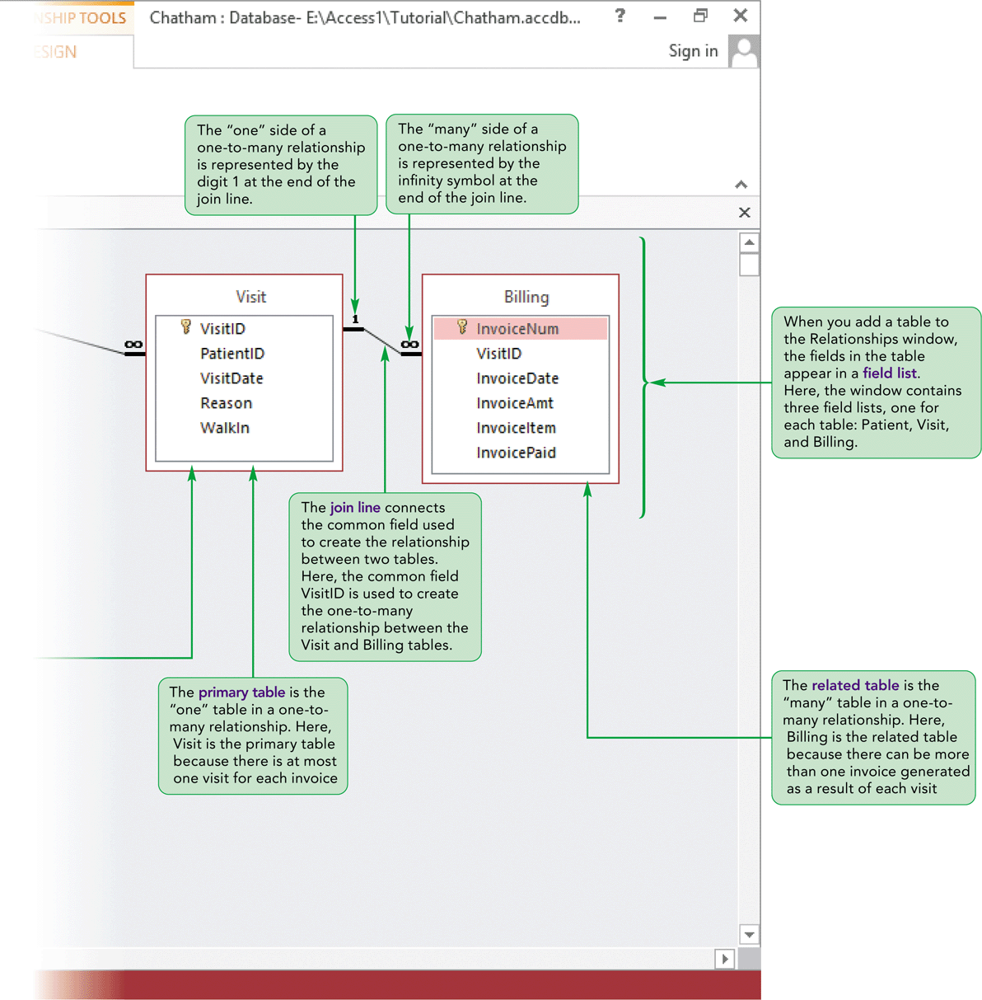 NSHIP TOOLS
Chatham : Database- E:\Access1\Tutorial\Chatham.accdb...
?
ESIGN
Sign in
The “one” side of a
one-to-many relationship
is represented by the
digit 1 at the end of the
join line.
The “many” side of a
one-to-many relationship
is represented by the
infinity symbol at the
end of the join line.
∞
Visit
VisitID
PatientID
VisitDate
Reason
WalkIn
1
∞
Billing
InvoiceNum
VisitID
InvoiceDate
InvoiceAmt
InvoiceItem
InvoicePaid
When you add a table to
the Relationships window,
the fields in the table
appear in a field list.
Here, the window contains
three field lists, one for
each table: Patient, Visit,
and Billing.
The join line connects
the common field used
to create the relationship
between two tables.
Here, the common field
VisitID is used to create
the one-to-many
relationship between the
Visit and Billing tables.
The primary table is the
“one” table in a one-to-
many relationship. Here,
Visit is the primary table
because there is at most
one visit for each invoice
The related table is the
“many” table in a one-to-
many relationship. Here,
Billing is the related table
because there can be more
than one invoice generated
as a result of each visit